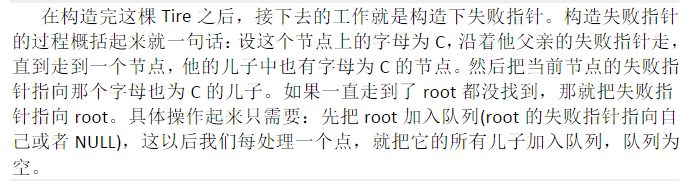 在构造完这棵 Tire 之后，接下去的工作就是构造下失败指针。构造失败指针
的过程概括起来就一句话：设这个节点上的字母为 C，沿着他父亲的失败指针走，
直到走到一个节点，他的儿子中也有字母为 C 的节点。然后把当前节点的失败指
针指向那个字母也为 C 的儿子。如果一直走到了 root 都没找到，那就把失败指
针指向 root。具体操作起来只需要：先把 root 加入队列(root 的失败指针指向自
己或者 NULL)，这以后我们每处理一个点，就把它的所有儿子加入队列，队列为
空。